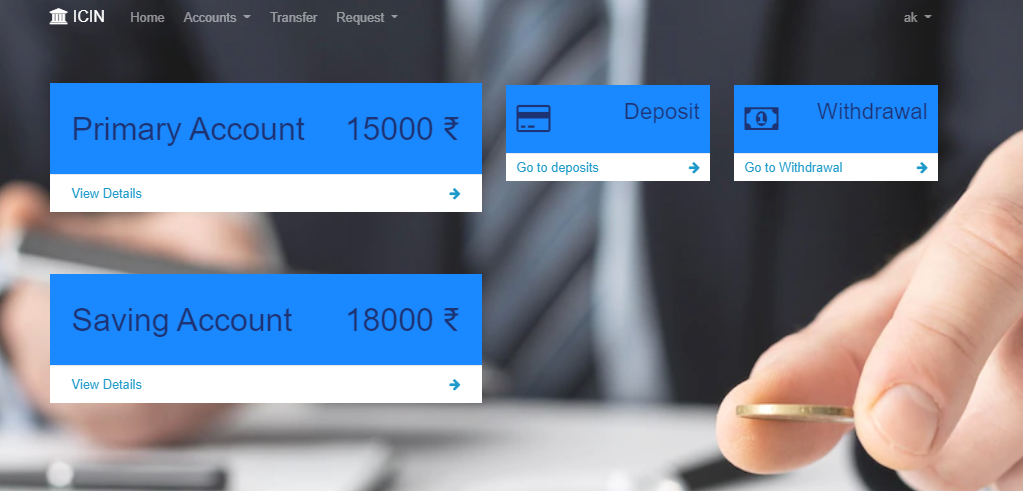 ICIN Home Accounts Transfer Request ak
Primary Account 15000 ₹
View Details
Deposit
Go to deposits
1 Withdrawal
Go to Withdrawal
Saving Account 18000 ₹
View Details